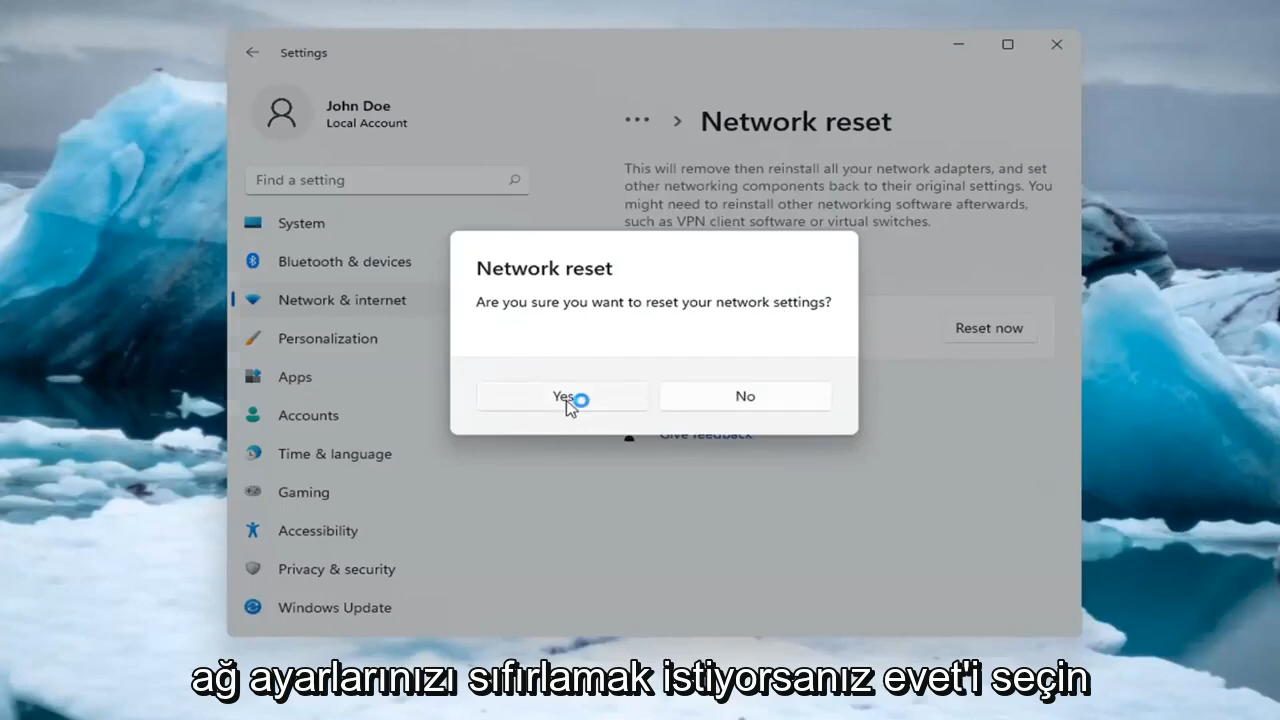 Settings
John Doe
Local Account
Find a setting
System
Bluetooth & devices
Network & internet
Personalization
Apps
Accounts
Time & language
Gaming
Accessibility
Privacy & security
Windows Update
Network reset
This will remove then reinstall all your network adapters, and set
other networking components back to their original settings. You
might need to reinstall other networking software afterwards,
such as VPN client software or virtual switches.
Network reset
Are you sure you want to reset your network settings?
Yes
No
Reset now
Give feedback
ağ ayarlarınızı sıfırlamak istiyorsanız evet'i seçin